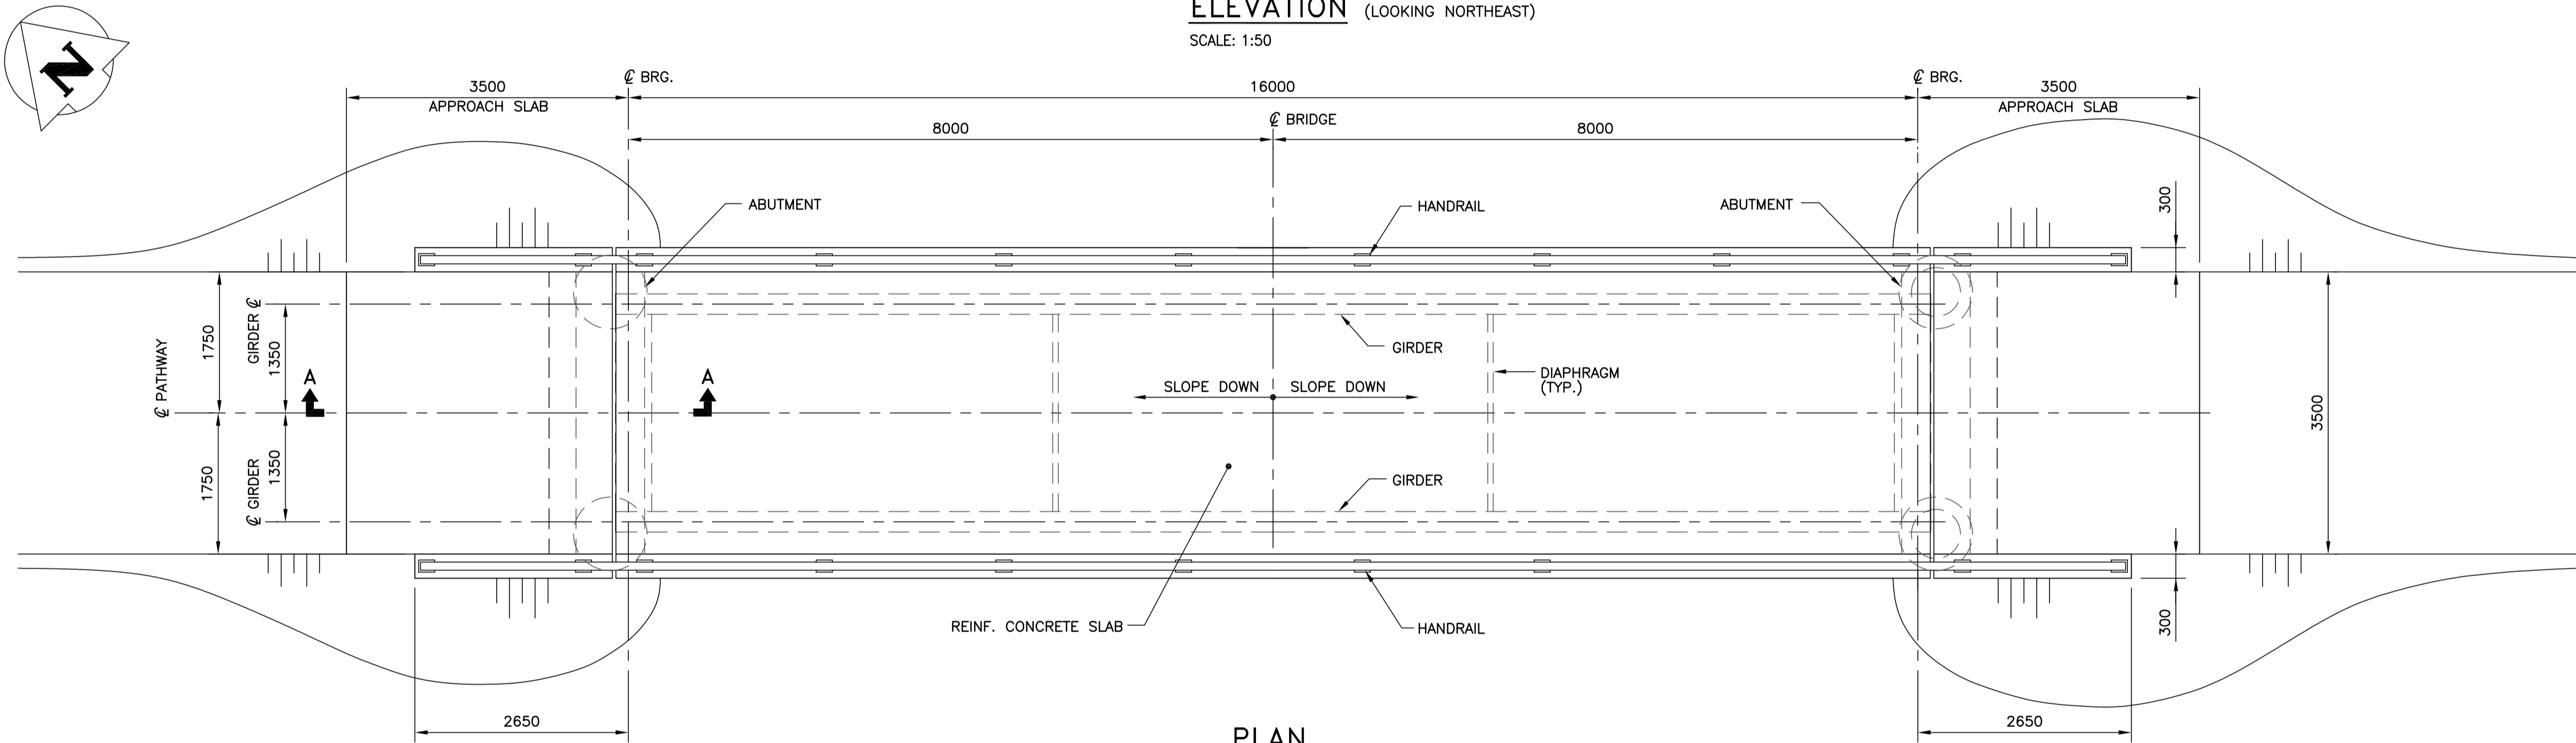 ELEVATION (LOOKING NORTHEAST)
SCALE: 1:50
N
℄ BRG.
℄ BRG.
3500
16000
3500
APPROACH SLAB
APPROACH SLAB
℄ BRIDGE
8000
8000
ABUTMENT
HANDRAIL
ABUTMENT
300
1750
GIRDER ℄
1350
GIRDER
℄ PATHWAY
A
A
SLOPE DOWN
SLOPE DOWN
DIAPHRAGM
(TYP.)
3500
1750
℄ GIRDER
1350
GIRDER
REINF. CONCRETE SLAB
HANDRAIL
300
2650
2650
PLAN